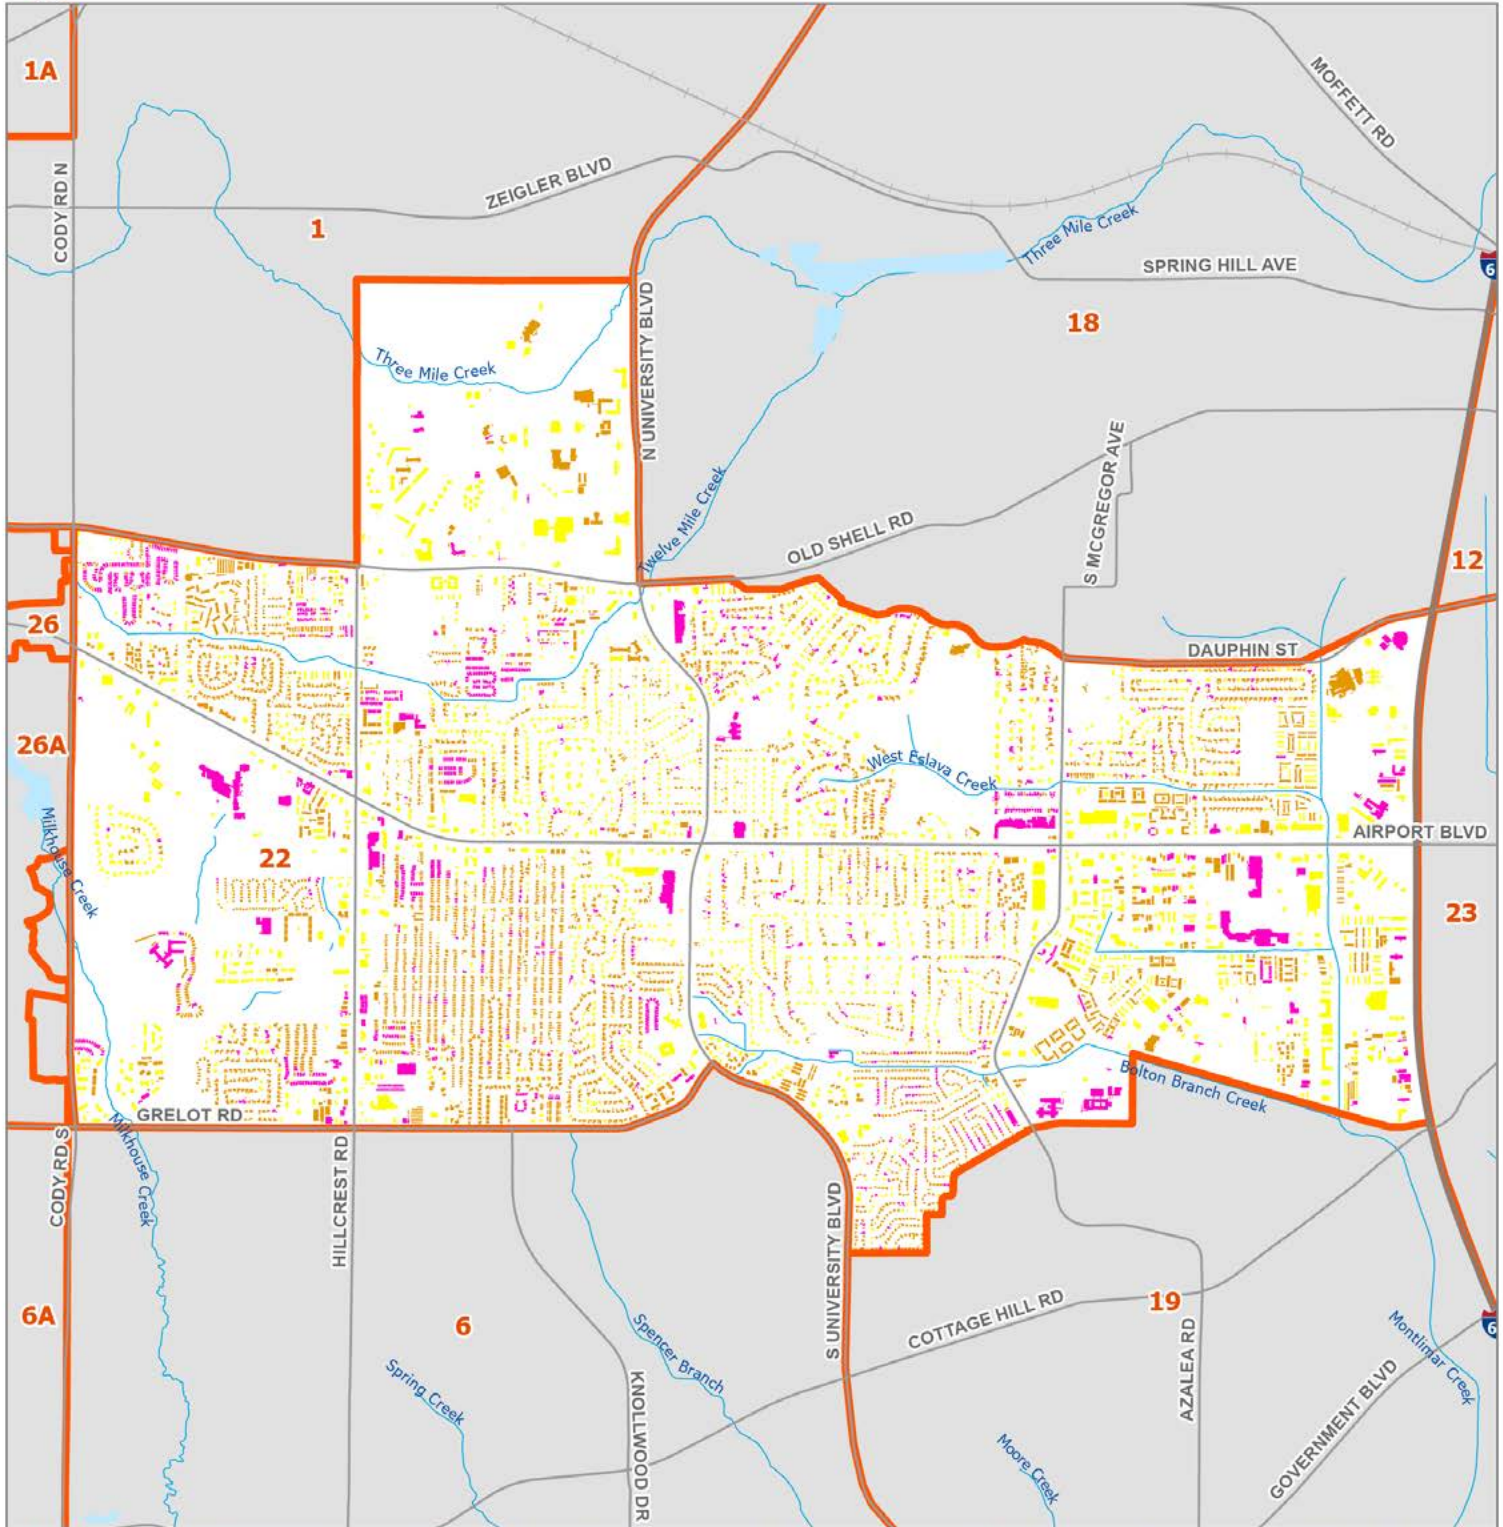 1A
MOFFETT RD
CODY RD N
ZEIGLER BLVD
1
Three Mile Creek
SPRING HILL AVE
6
18
N UNIVERSITY BLVD
Three Mile Creek
S MCGREGOR AVE
Twelve Mile Creek
OLD SHELL RD
12
26
DAUPHIN ST
26A
West Eslava Creek
Milkhouse Creek
22
AIRPORT BLVD
23
Bolton Branch Creek
GRELOT RD
Milkhouse Creek
CODY RD S
HILLCREST RD
S UNIVERSITY BLVD
6A
6
19
COTTAGE HILL RD
6
Spencer Branch
AZALEA RD
Montlimar Creek
Spring Creek
KNOLLWOOD DR
Moore Creek
GOVERNMENT BLVD